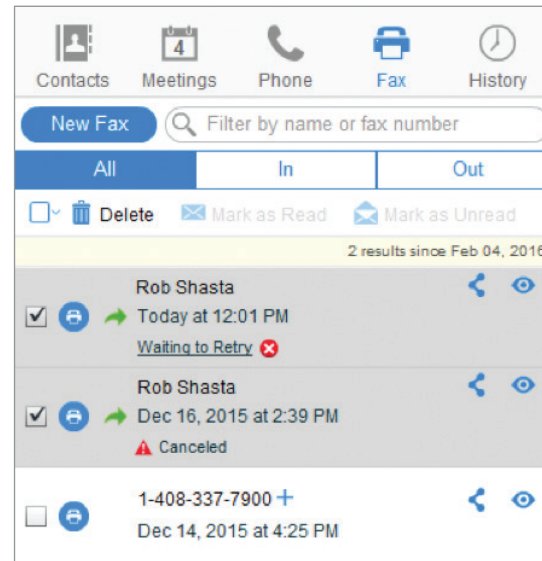 4
Contacts Meetings Phone Fax History
New Fax Filter by name or fax number
All In Out
Delete Mark as Read Mark as Unread
2 results since Feb 04, 2016
Rob Shasta
Today at 12:01 PM
Waiting to Retry
Rob Shasta
Dec 16, 2015 at 2:39 PM
Canceled
1-408-337-7900 +
Dec 14, 2015 at 4:25 PM